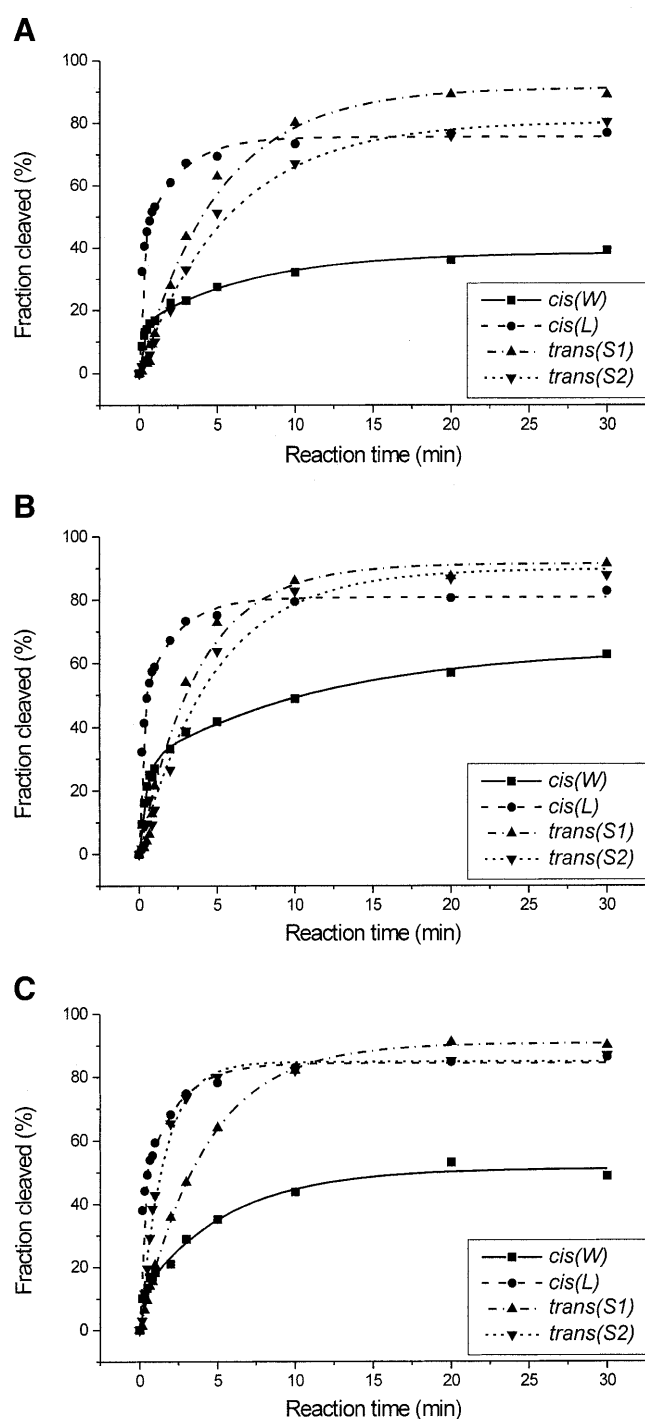 A
Fraction cleaved (%)
100
80
60
40
20
0
0 5 10 15 20 25 30
Reaction time (min)
cis(W)
cis(L)
trans(S1)
trans(S2)
B
Fraction cleaved (%)
100
80
60
40
20
0
0 5 10 15 20 25 30
Reaction time (min)
cis(W)
cis(L)
trans(S1)
trans(S2)
C
Fraction cleaved (%)
100
80
60
40
20
0
0 5 10 15 20 25 30
Reaction time (min)
cis(W)
cis(L)
trans(S1)
trans(S2)